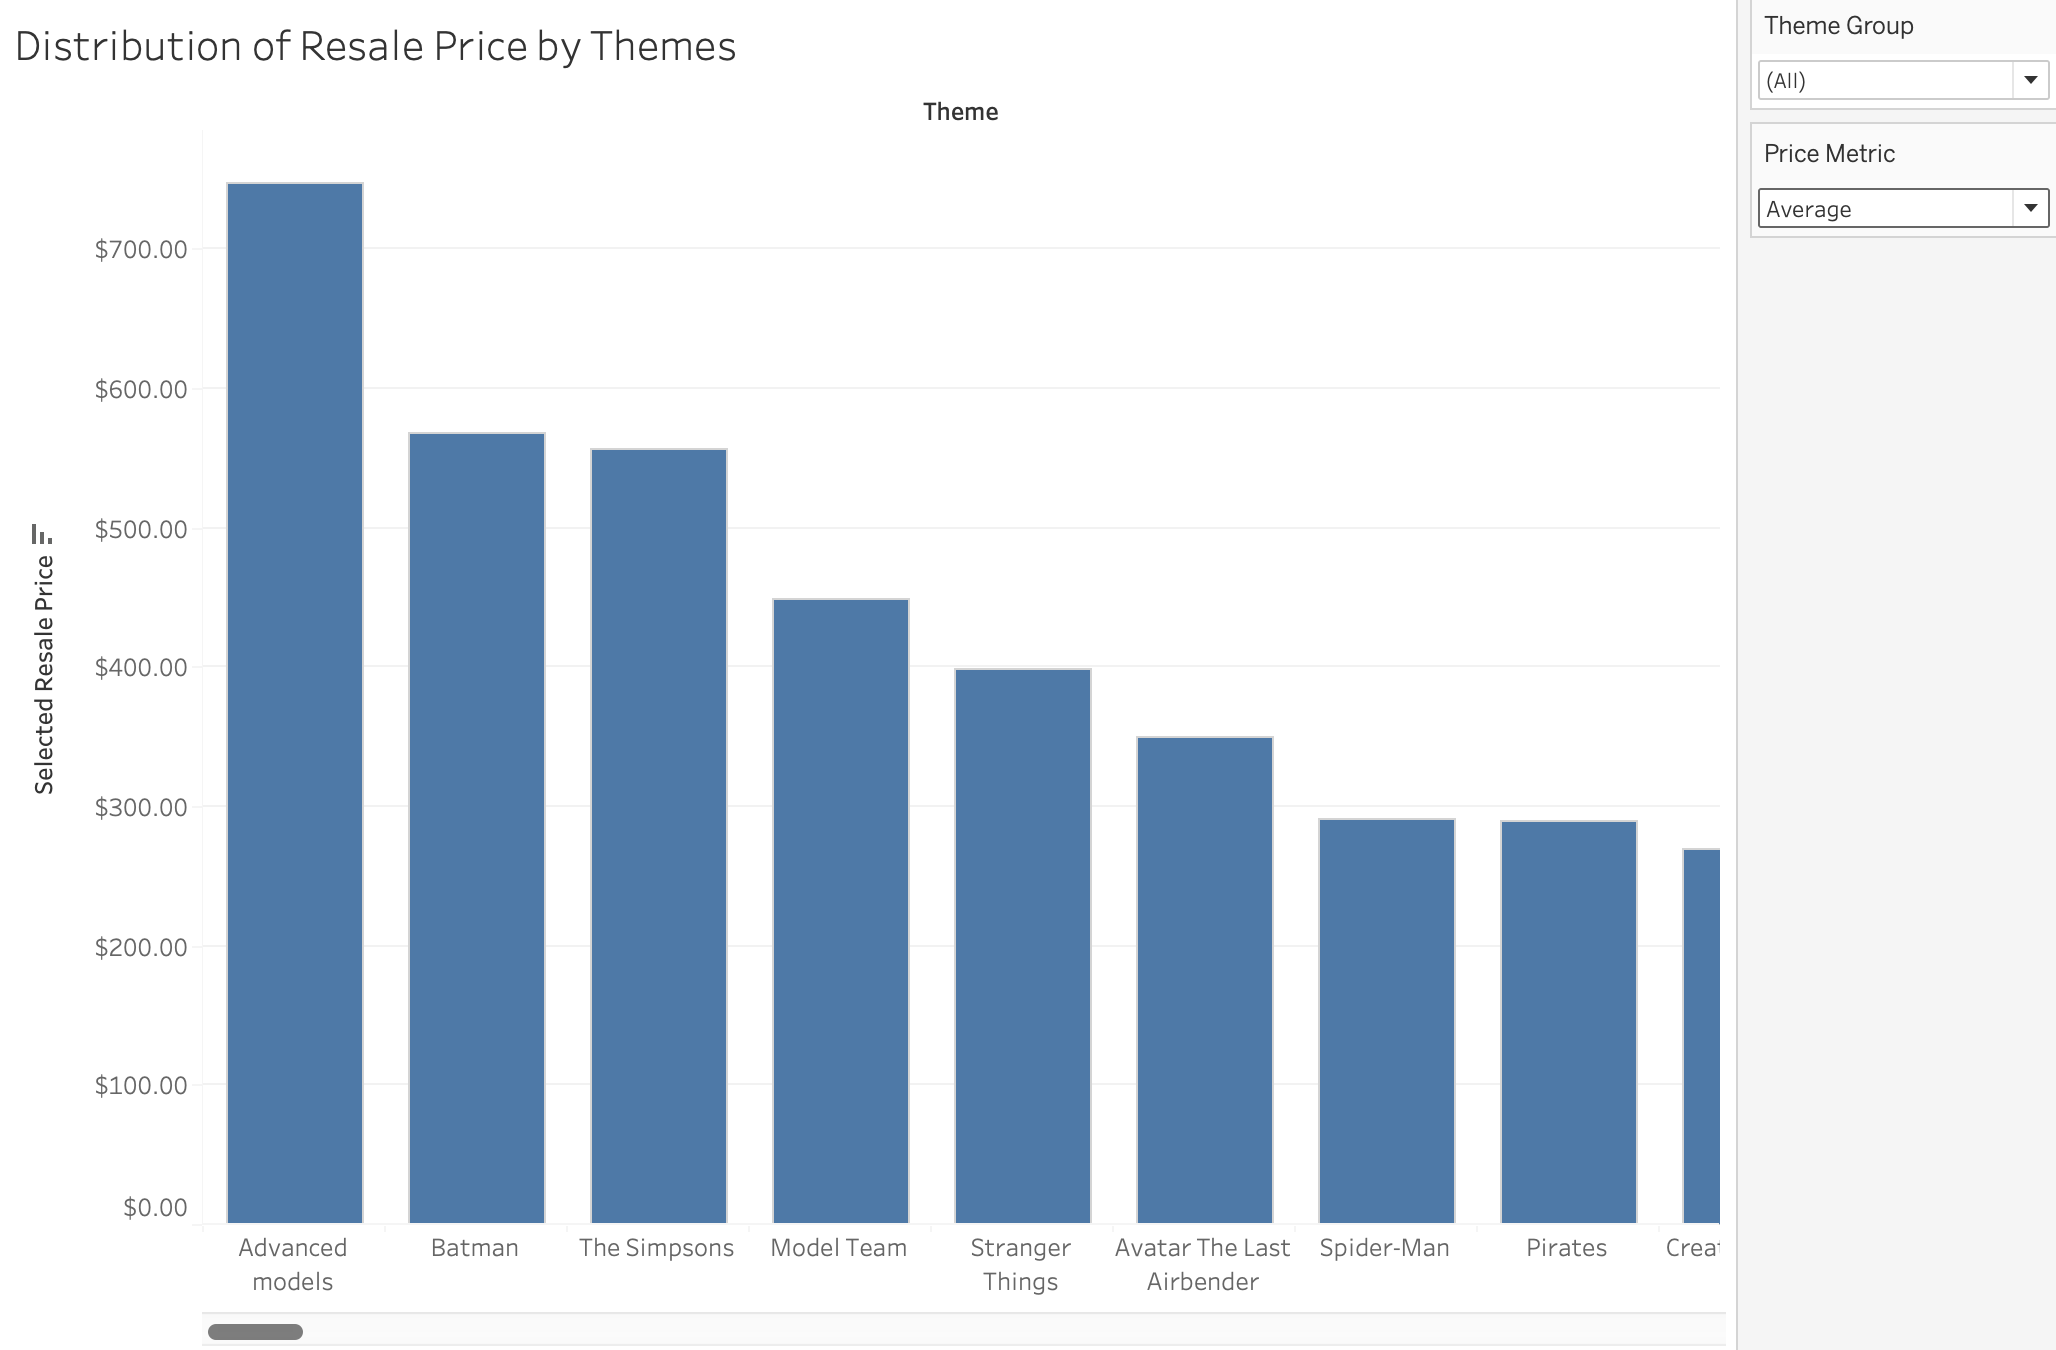 Distribution of Resale Price by Themes
Theme
Selected Resale Price
$700.00
$600.00
$500.00
$400.00
$300.00
$200.00
$100.00
$0.00
Advanced
models
Batman
The Simpsons
Model Team
Stranger
Things
Avatar The Last
Airbender
Spider-Man
Pirates
Theme Group
(All)
Price Metric
Average